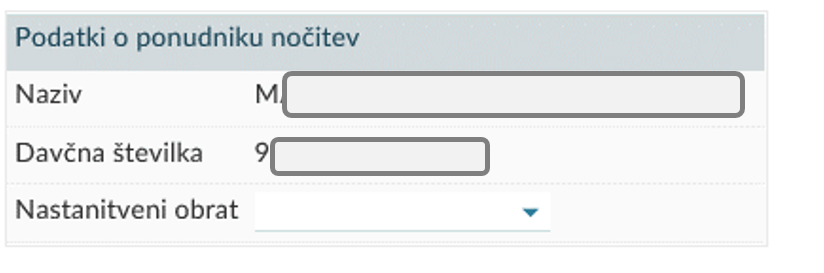 Podatki o ponudniku nočitev
Naziv M
Davčna številka 9
Nastanitveni obrat